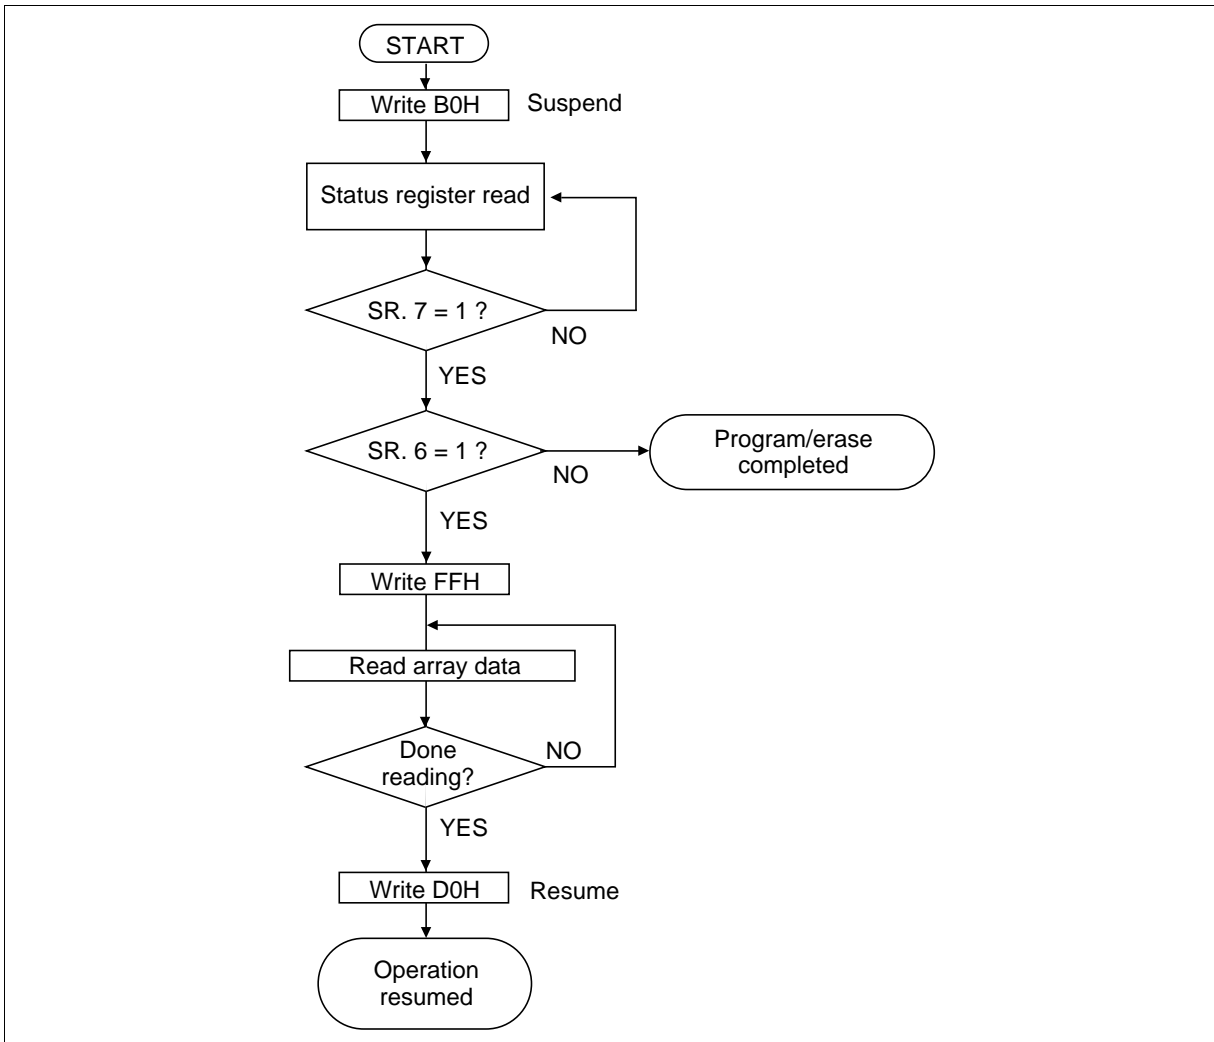 START
Write B0H
Suspend
Status register read
SR. 7 = 1 ?
NO
YES
SR. 6 = 1 ?
NO
Program/erase
completed
YES
Write FFH
Read array data
Done
reading?
NO
YES
Write D0H
Resume
Operation
resumed